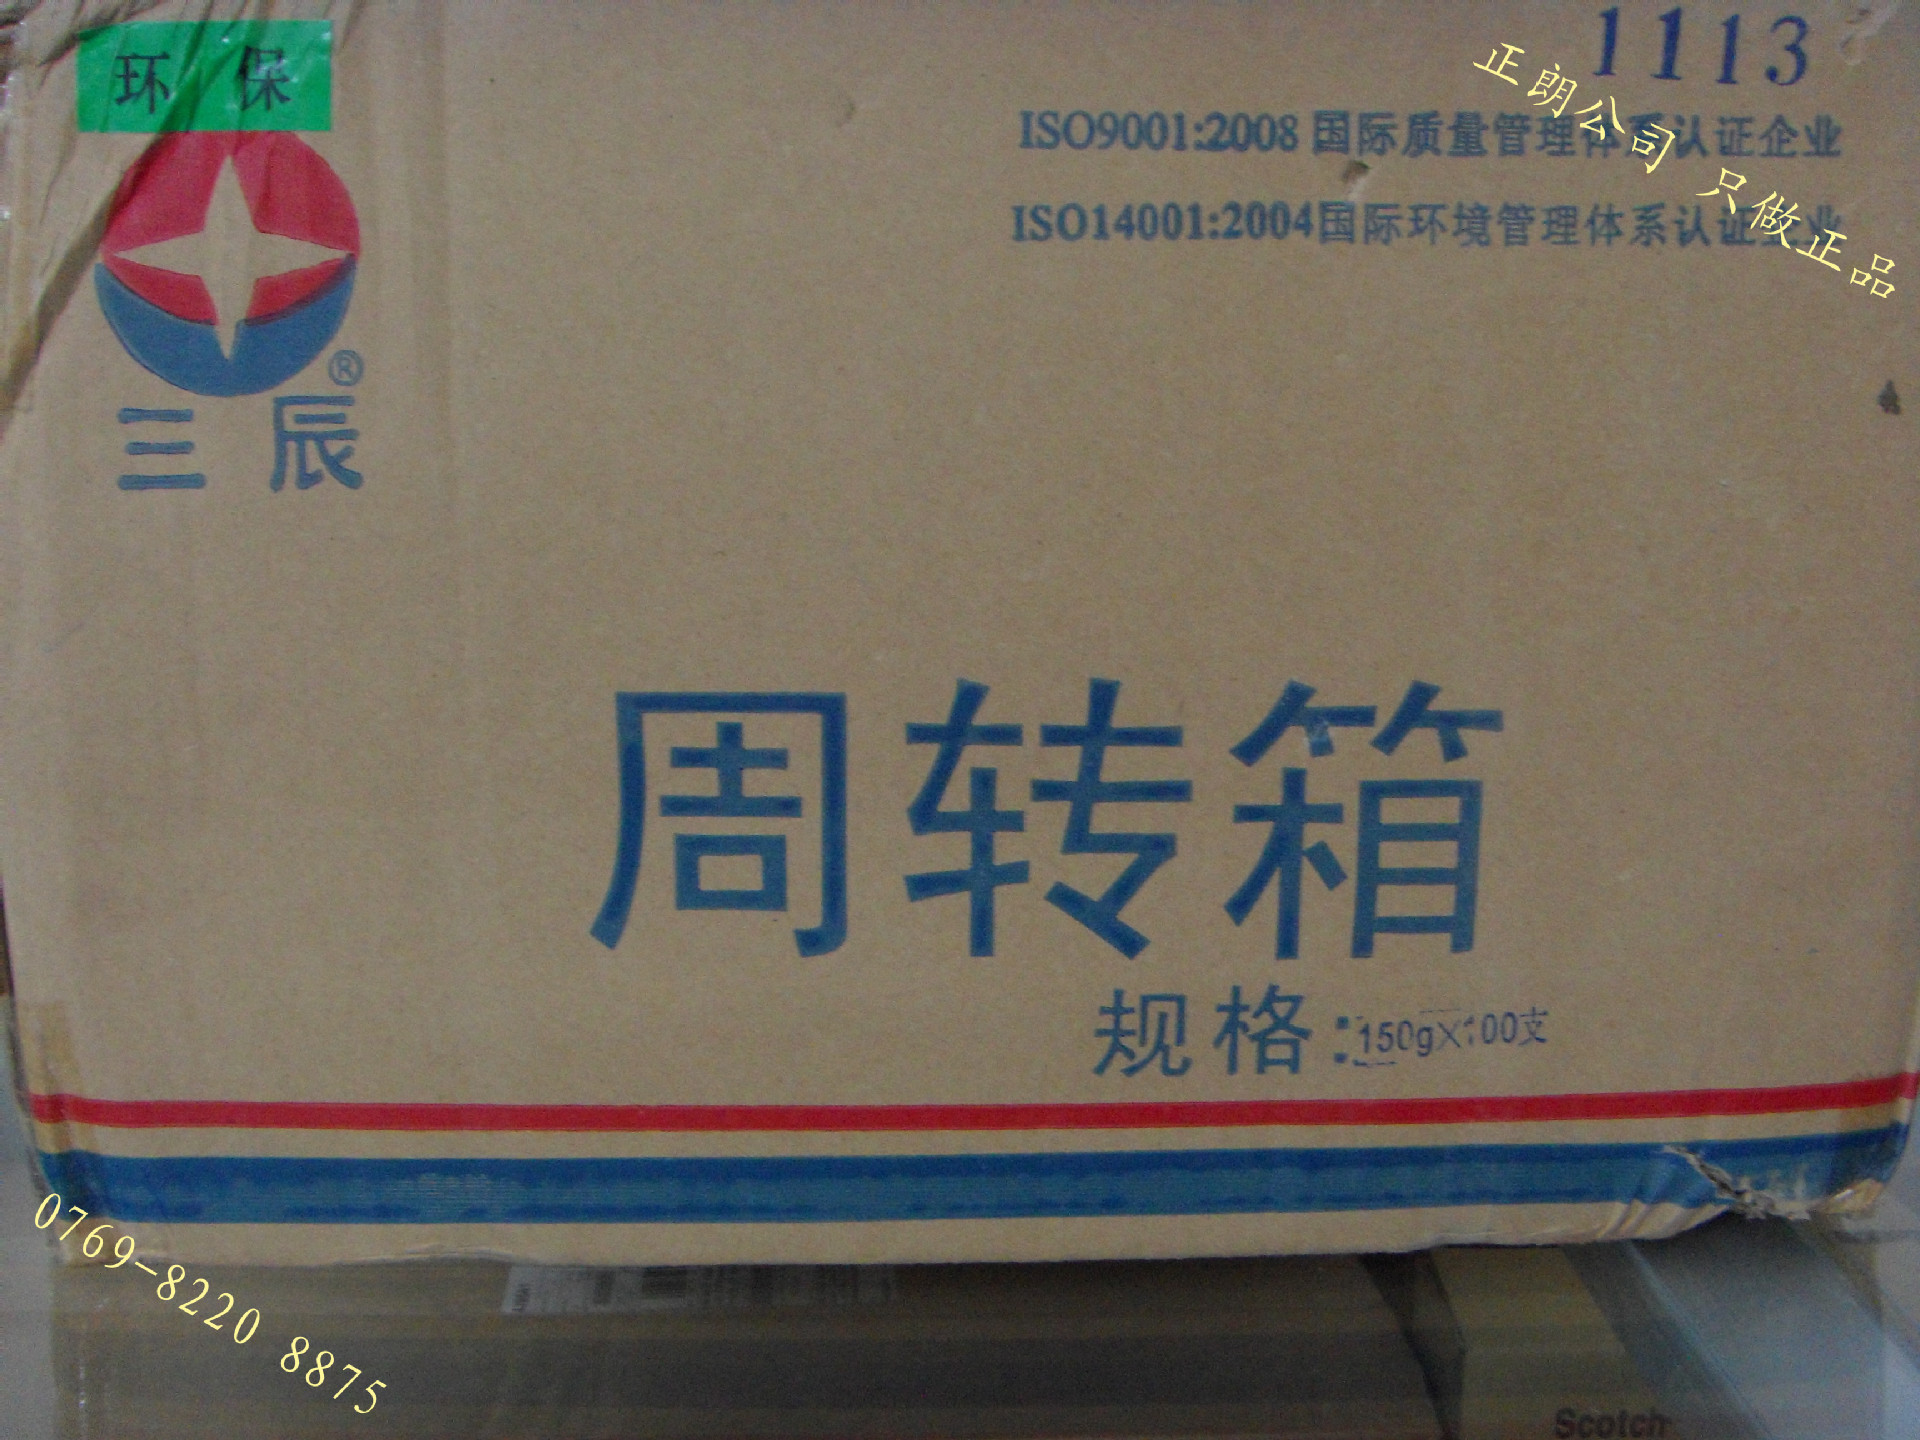 环 保
1113
正朗公司 只做正品
ISO9001:2008 国际质量管理体系认证企业
ISO14001:2004国际环境管理体系认证企业
®
三 辰
周转箱
规格:150g×100支
0769-8220 8875
Scotch